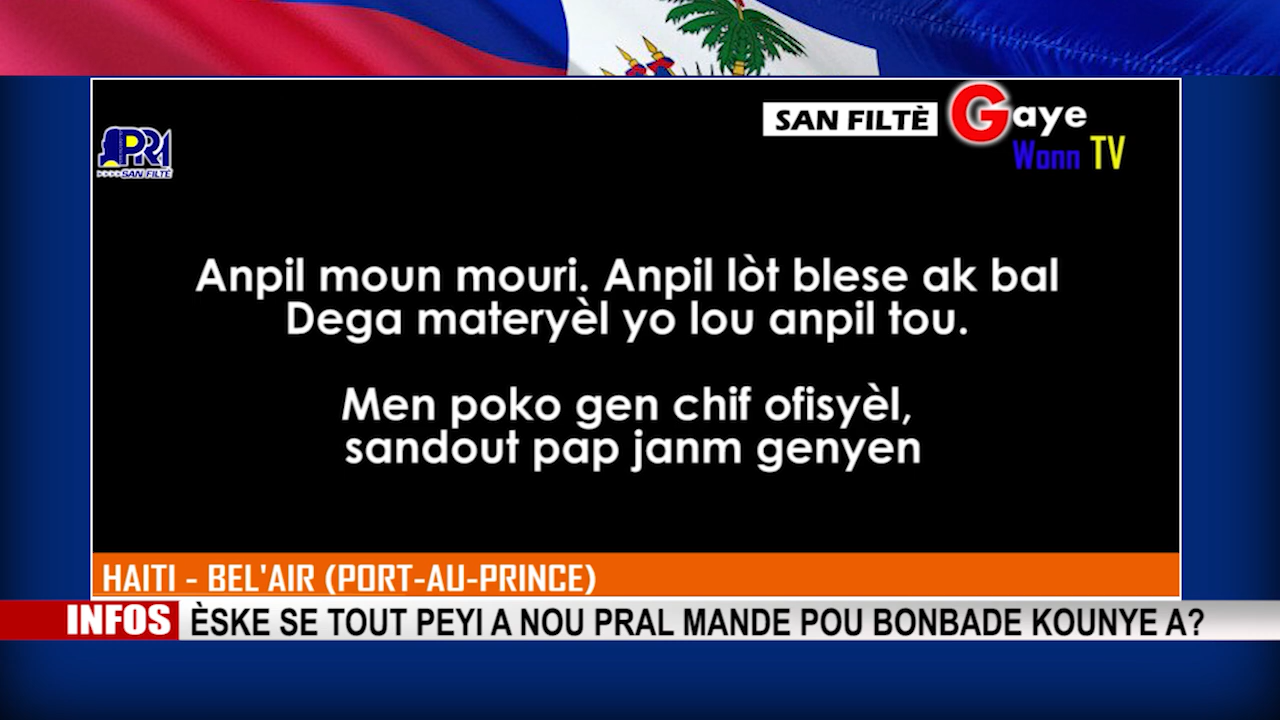 SAN FILTÈ
Gaye
Wonn TV
PRI
SAN FILTE
Anpil moun mouri. Anpil lòt blese ak bal
Dega materyèl yo lou anpil tou.
Men poko gen chif ofisyèl,
sandout pap janm genyen
HAITI - BEL'AIR (PORT-AU-PRINCE)
INFOS ÈSKE SE TOUT PEYI A NOU PRAL MANDE POU BONBADE KOUNYE A?